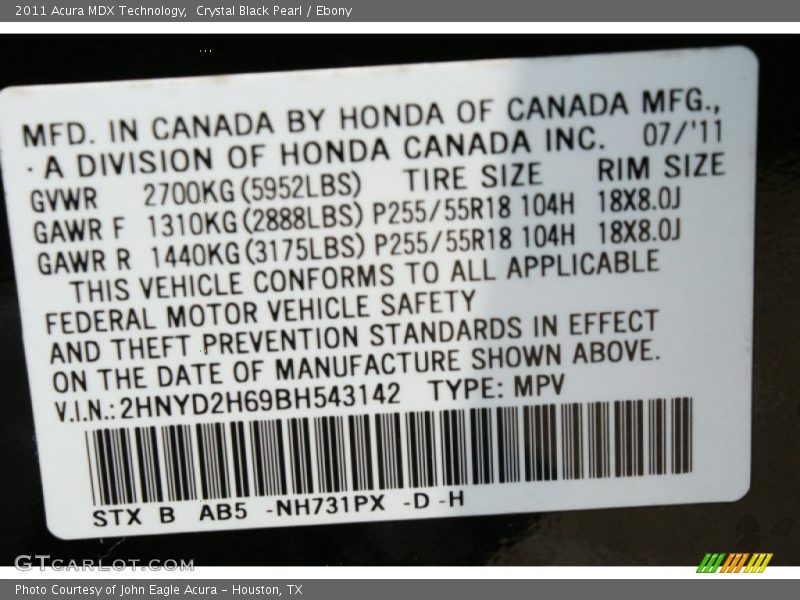 2011 Acura MDX Technology,  Crystal Black Pearl / Ebony
MFD. IN CANADA BY HONDA OF CANADA MFG.,
· A DIVISION OF HONDA CANADA INC. 07/'11
GVWR 2700KG(5952LBS) TIRE SIZE RIM SIZE
GAWR F 1310KG(2888LBS) P255/55R18 104H 18X8.0J
GAWR R 1440KG(3175LBS) P255/55R18 104H 18X8.0J
THIS VEHICLE CONFORMS TO ALL APPLICABLE
FEDERAL MOTOR VEHICLE SAFETY
AND THEFT PREVENTION STANDARDS IN EFFECT
ON THE DATE OF MANUFACTURE SHOWN ABOVE.
V.I.N.:2HNYD2H69BH543142 TYPE: MPV
STX B AB5 -NH731PX -D -H
GTCARLOT.COM
Photo Courtesy of John Eagle Acura - Houston, TX